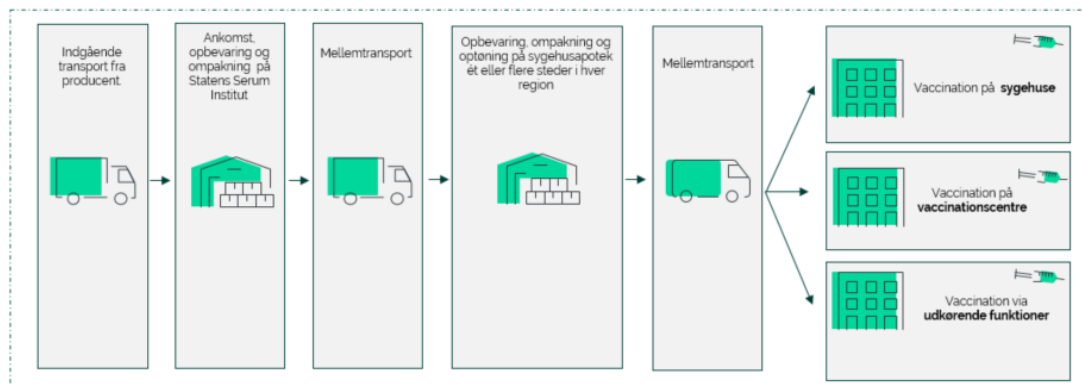 Indgående
transport fra
producent.
Ankomst,
opbevaring og
ompakning på
Statens Serum
Institut
Mellemtransport
Opbevaring, ompakning og
optøning på sygehusapotek
ét eller flere steder i hver
region
Mellemtransport
Vaccination på sygehuse
Vaccination på
vaccinationscentre
Vaccination via
udkørende funktioner